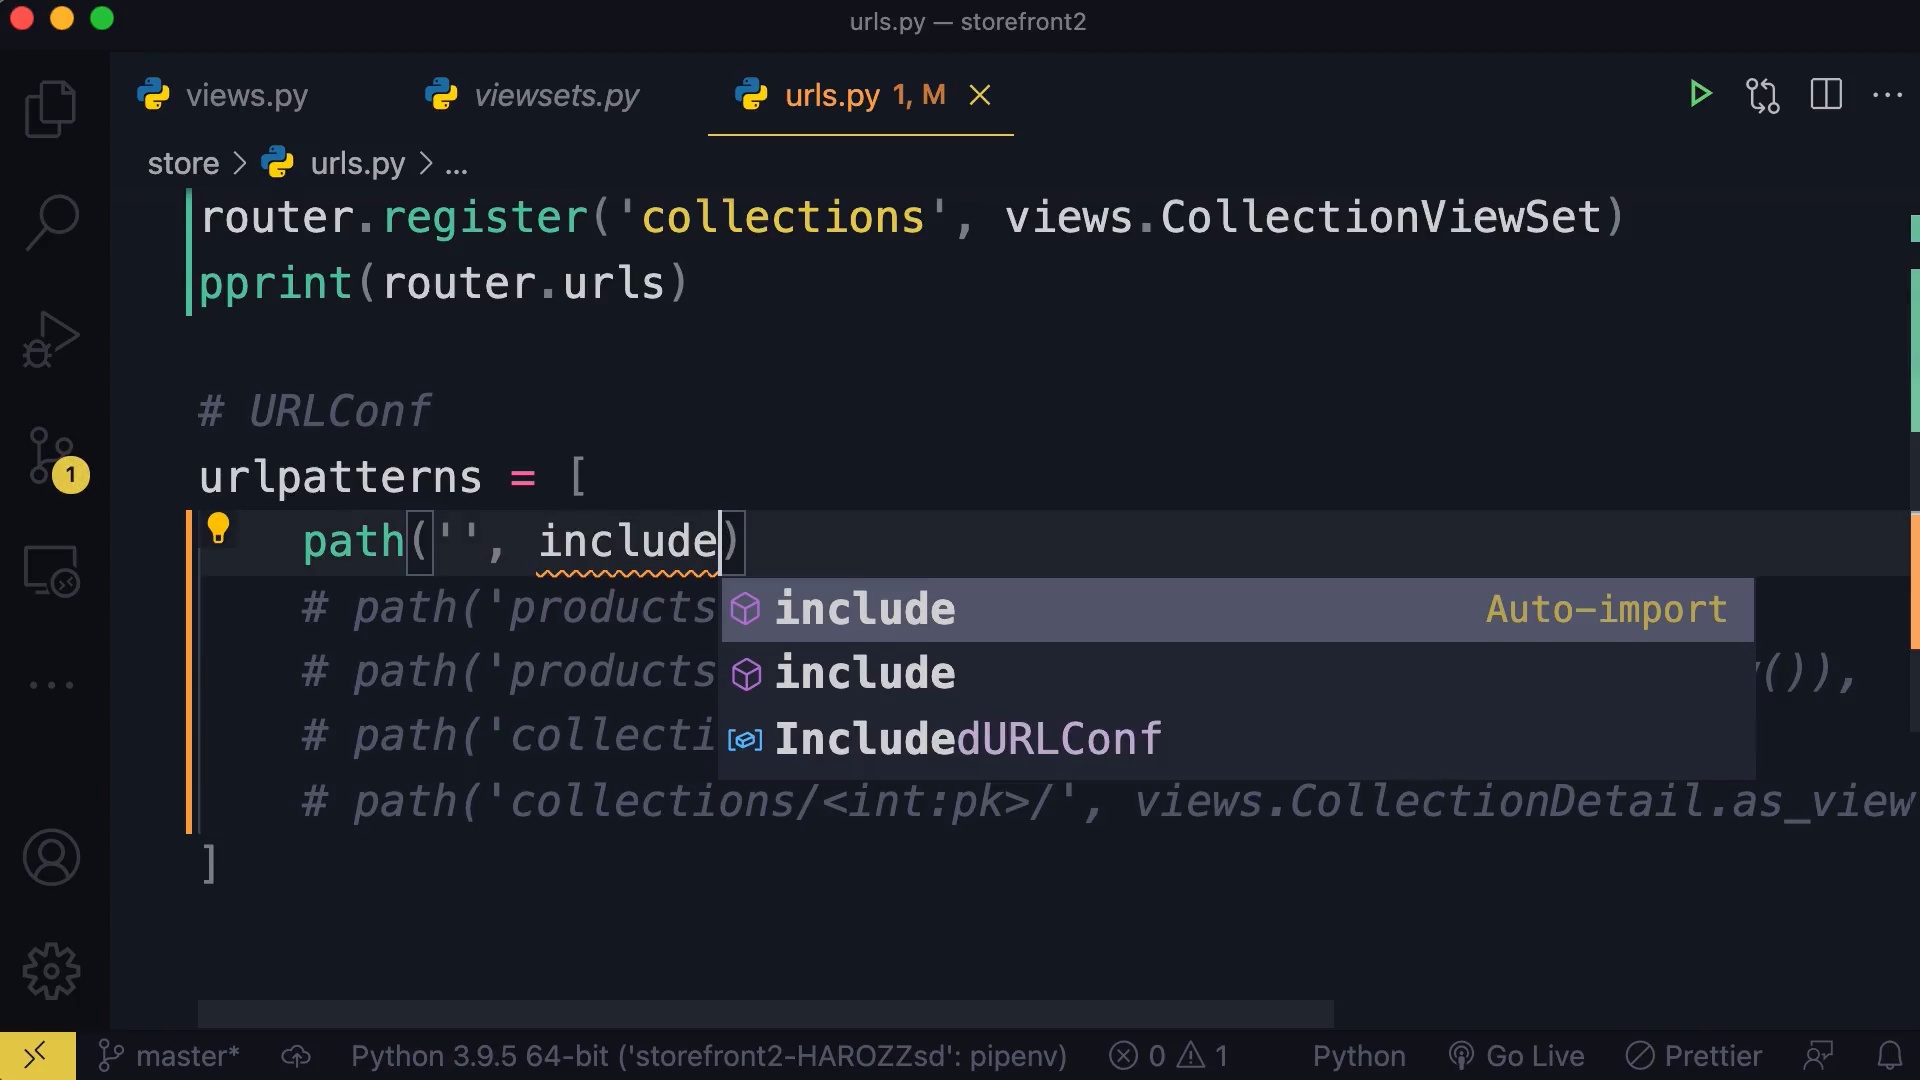 urls.py — storefront2
views.py viewsets.py urls.py 1, M
store > urls.py > ...
router.register('collections', views.CollectionViewSet)
pprint(router.urls)
# URLConf
urlpatterns = [
path('', include)
# path('products include Auto-import
# path('products include ()),
# path('collecti IncludedURLConf
# path('collections/<int:pk>/', views.CollectionDetail.as_view
]
1
master* Python 3.9.5 64-bit ('storefront2-HAROZZsd': pipenv) 0 1 Python Go Live Prettier